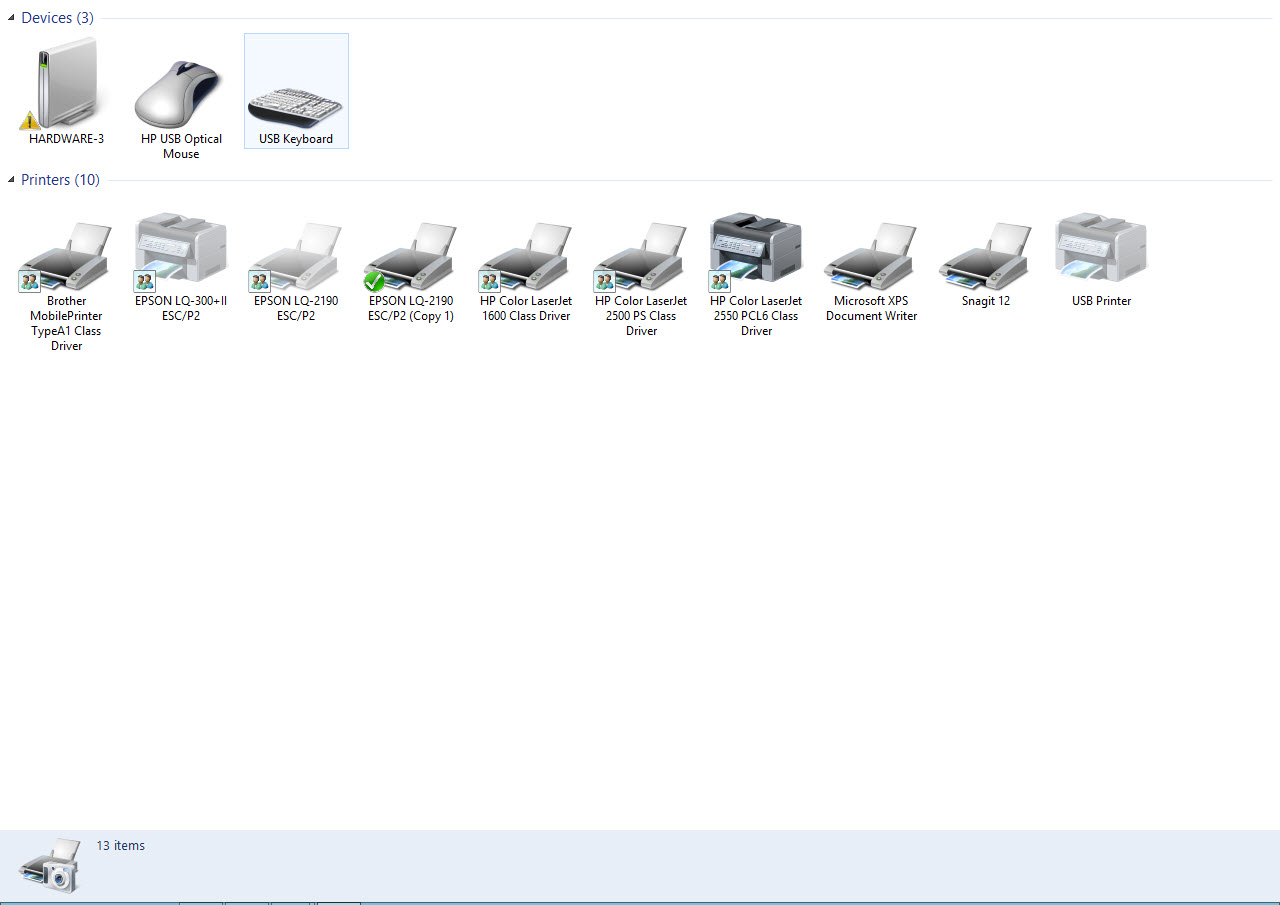 Devices (3)
HARDWARE-3
HP USB Optical
Mouse
USB Keyboard
Printers (10)
Brother
MobilePrinter
TypeA1 Class
Driver
EPSON LQ-300+II
ESC/P2
EPSON LQ-2190
ESC/P2
EPSON LQ-2190
ESC/P2 (Copy 1)
HP Color LaserJet
1600 Class Driver
HP Color LaserJet
2500 PS Class
Driver
HP Color LaserJet
2550 PCL6 Class
Driver
Microsoft XPS
Document Writer
Snagit 12
USB Printer
13 items